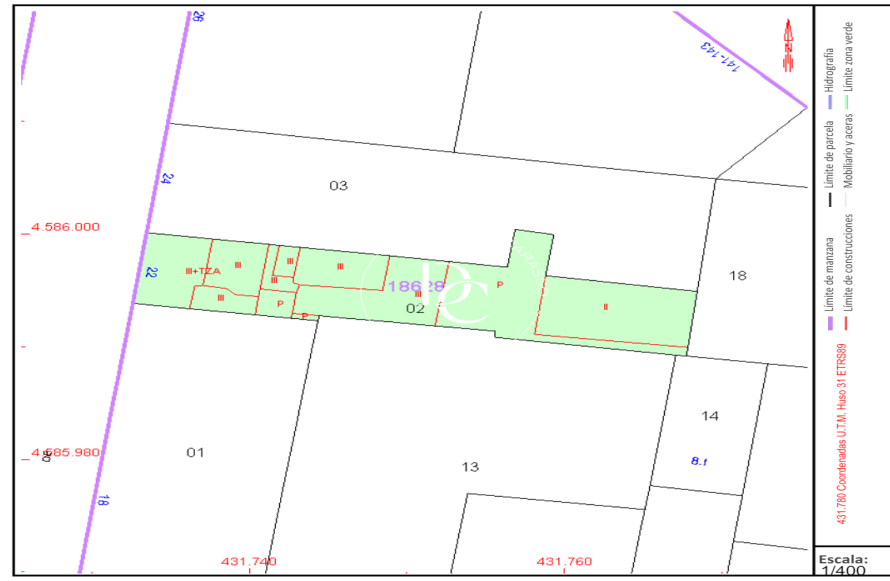 26
141-143
N
24
03
4.586.000
18
22
III+TZA
III
III
III
III
III
III
P
P
P
II
18628
02
PC
01
13
14
8.1
4.585.980
18
431.740
431.760
Límite de manzana
Límite de parcela
Hidrografía
Límite de construcciones
Mobiliario y aceras
Límite zona verde
431.780 Coordenadas U.T.M. Huso 31 ETRS89
Escala:
1/400